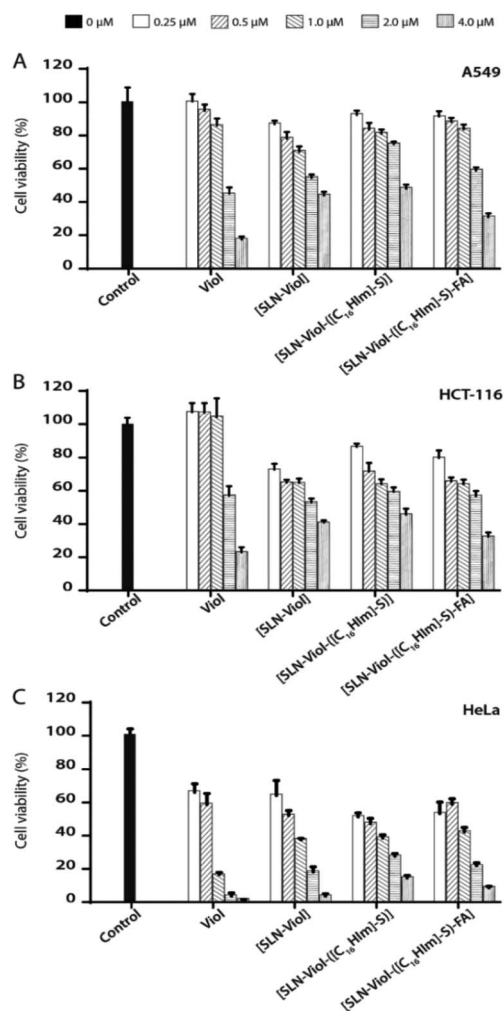 0 μM 0.25 μM 0.5 μM 1.0 μM 2.0 μM 4.0 μM
A
A549
Cell viability (%)
120
100
80
60
40
20
0
Control
Viol
[SLN-Viol]
[SLN-Viol-([C16HIm]-S)]
[SLN-Viol-([C16HIm]-S)-FA]
B
HCT-116
Cell viability (%)
120
100
80
60
40
20
0
Control
Viol
[SLN-Viol]
[SLN-Viol-([C16HIm]-S)]
[SLN-Viol-([C16HIm]-S)-FA]
C
HeLa
Cell viability (%)
120
100
80
60
40
20
0
Control
Viol
[SLN-Viol]
[SLN-Viol-([C16HIm]-S)]
[SLN-Viol-([C16HIm]-S)-FA]